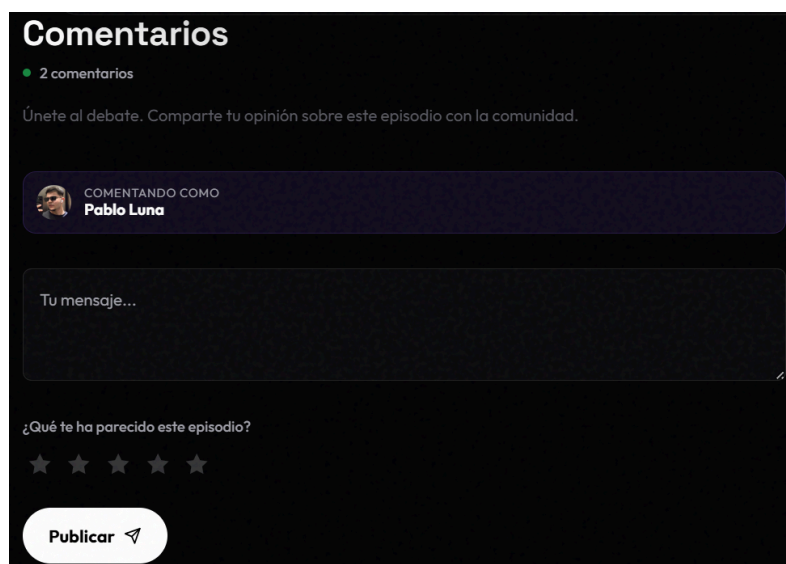 Comentarios
2 comentarios
Únete al debate. Comparte tu opinión sobre este episodio con la comunidad.
COMENTANDO COMO
Pablo Luna
Tu mensaje...
¿Qué te ha parecido este episodio?
Publicar